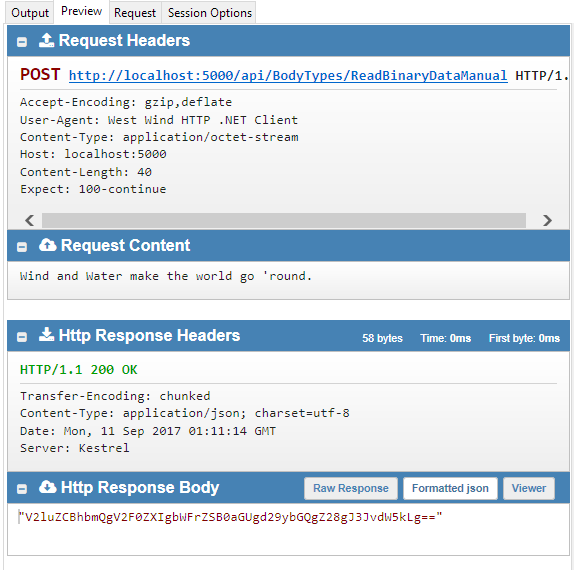 Output Preview Request Session Options
Request Headers
POST http://localhost:5000/api/BodyTypes/ReadBinaryDataManual HTTP/1.
Accept-Encoding: gzip,deflate
User-Agent: West Wind HTTP .NET Client
Content-Type: application/octet-stream
Host: localhost:5000
Content-Length: 40
Expect: 100-continue
Request Content
Wind and Water make the world go 'round.
Http Response Headers 58 bytes Time: 0ms First byte: 0ms
HTTP/1.1 200 OK
Transfer-Encoding: chunked
Content-Type: application/json; charset=utf-8
Date: Mon, 11 Sep 2017 01:11:14 GMT
Server: Kestrel
Http Response Body Raw Response Formatted json Viewer
"V2luZCBhbmQgV2F0ZXIgbWFrZSB0aGUgd29ybGQgZ28gJ3JvdW5kLg=="